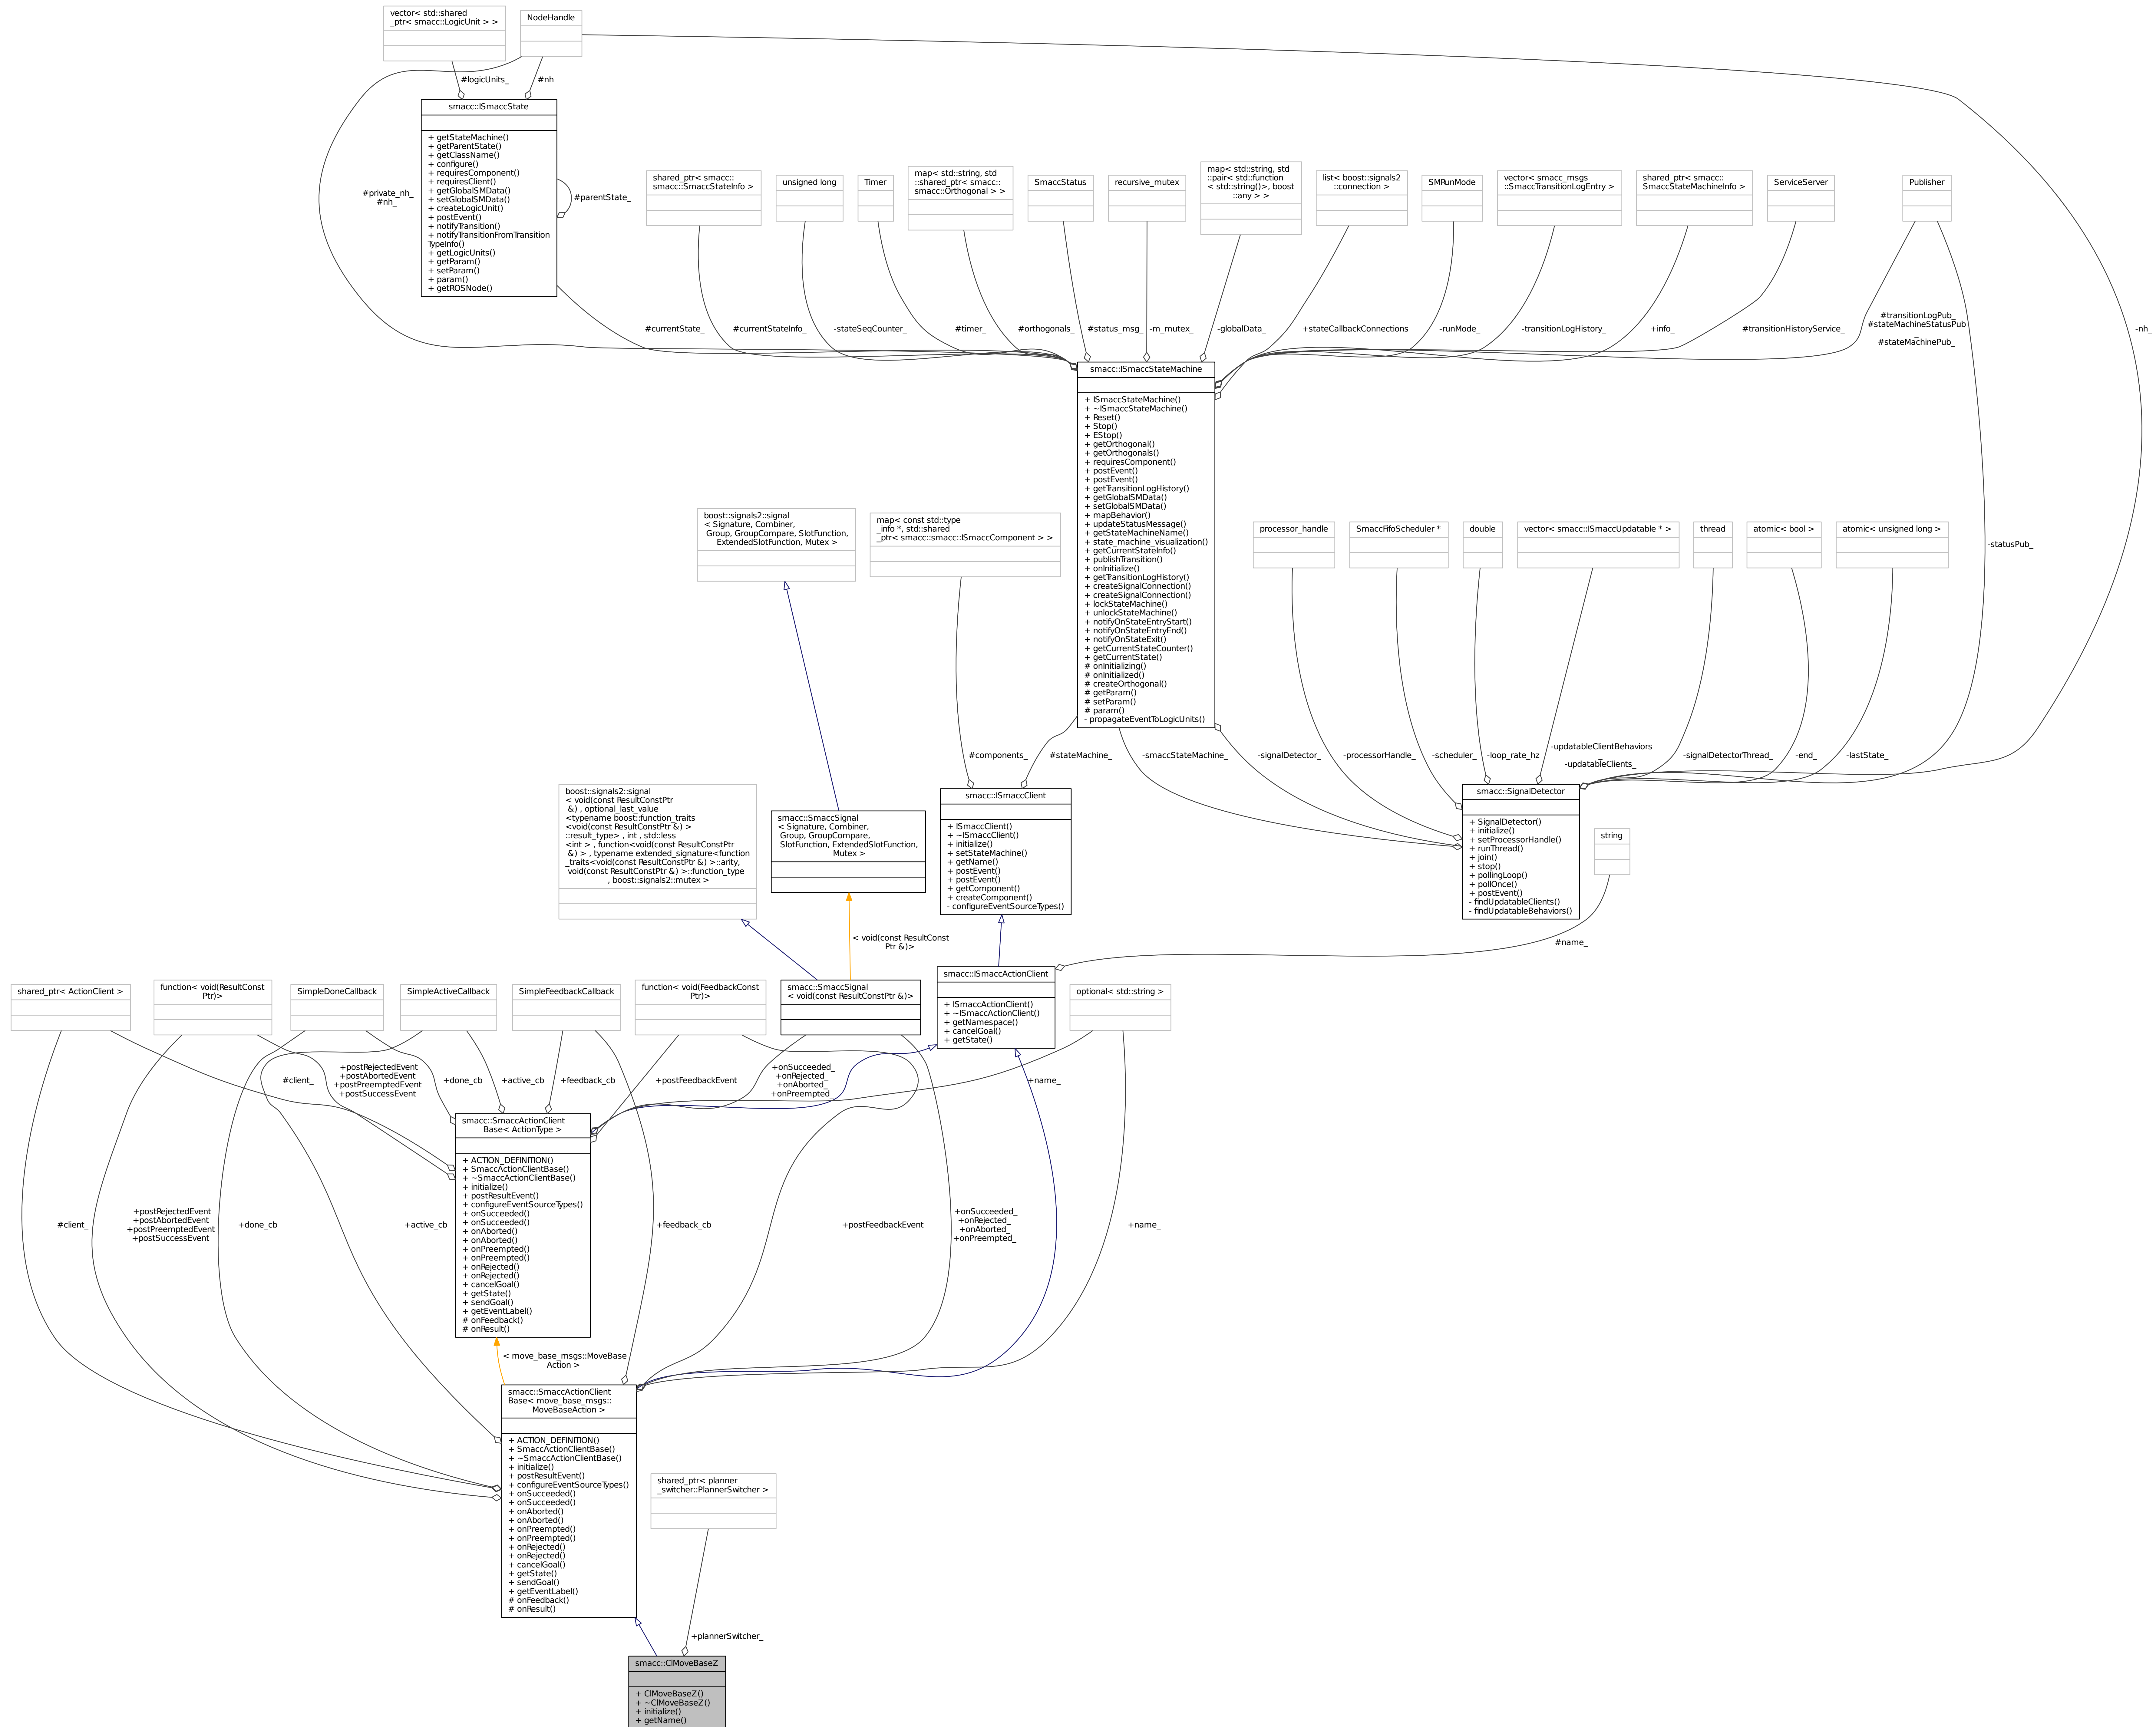 vector< std::shared
_ptr< smacc::LogicUnit > >
NodeHandle
#logicUnits_
#nh
smacc::ISmaccState
+ getStateMachine()
+ getParentState()
+ getClassName()
+ configure()
+ requiresComponent()
+ requiresClient()
+ getGlobalSMData()
+ setGlobalSMData()
+ createLogicUnit()
+ postEvent()
+ notifyTransition()
+ notifyTransitionFromTransition
TypeInfo()
+ getLogicUnits()
+ getParam()
+ setParam()
+ param()
+ getROSNode()
#private_nh_
#nh_
#parentState_
shared_ptr< smacc::
smacc::SmaccStateInfo >
unsigned long
Timer
map< std::string, std
::shared_ptr< smacc::
smacc::Orthogonal > >
SmaccStatus
recursive_mutex
map< std::string, std
::pair< std::function
< std::string()>, boost
::any > >
list< boost::signals2
::connection >
SMRunMode
vector< smacc_msgs
::SmaccTransitionLogEntry >
shared_ptr< smacc::
SmaccStateMachineInfo >
ServiceServer
Publisher
#currentState_
#currentStateInfo_
-stateSeqCounter_
#timer_
#orthogonals_
#status_msg_
-m_mutex_
-globalData_
+stateCallbackConnections
-runMode_
-transitionLogHistory_
+info_
#transitionHistoryService_
#transitionLogPub_
#stateMachineStatusPub
_
#stateMachinePub_
-nh_
smacc::ISmaccStateMachine
+ ISmaccStateMachine()
+ ~ISmaccStateMachine()
+ Reset()
+ Stop()
+ EStop()
+ getOrthogonal()
+ getOrthogonals()
+ requiresComponent()
+ postEvent()
+ postEvent()
+ getTransitionLogHistory()
+ getGlobalSMData()
+ setGlobalSMData()
+ mapBehavior()
+ updateStatusMessage()
+ getStateMachineName()
+ state_machine_visualization()
+ getCurrentStateInfo()
+ publishTransition()
+ onInitialize()
+ getTransitionLogHistory()
+ createSignalConnection()
+ createSignalConnection()
+ lockStateMachine()
+ unlockStateMachine()
+ notifyOnStateEntryStart()
+ notifyOnStateEntryEnd()
+ notifyOnStateExit()
+ getCurrentStateCounter()
+ getCurrentState()
# onInitializing()
# onInitialized()
# createOrthogonal()
# getParam()
# setParam()
# param()
- propagateEventToLogicUnits()
boost::signals2::signal
< Signature, Combiner,
Group, GroupCompare, SlotFunction,
ExtendedSlotFunction, Mutex >
map< const std::type
_info *, std::shared
_ptr< smacc::smacc::ISmaccComponent > >
processor_handle
SmaccFifoScheduler *
double
vector< smacc::ISmaccUpdatable * >
thread
atomic< bool >
atomic< unsigned long >
-statusPub_
#components_
#stateMachine_
-smaccStateMachine_
-signalDetector_
-processorHandle_
-scheduler_
-loop_rate_hz
-updatableClientBehaviors
_
-updatableClients_
-signalDetectorThread_
-end_
-lastState_
boost::signals2::signal
< void(const ResultConstPtr
&) , optional_last_value
<typename boost::function_traits
<void(const ResultConstPtr &) >
::result_type> , int , std::less
<int > , function<void(const ResultConstPtr
&) > , typename extended_signature<function
_traits<void(const ResultConstPtr &) >::arity,
void(const ResultConstPtr &) >::function_type
, boost::signals2::mutex >
smacc::SmaccSignal
< Signature, Combiner,
Group, GroupCompare,
SlotFunction, ExtendedSlotFunction,
Mutex >
smacc::ISmaccClient
+ ISmaccClient()
+ ~ISmaccClient()
+ initialize()
+ setStateMachine()
+ getName()
+ postEvent()
+ postEvent()
+ getComponent()
+ createComponent()
- configureEventSourceTypes()
smacc::SignalDetector
+ SignalDetector()
+ initialize()
+ setProcessorHandle()
+ runThread()
+ join()
+ stop()
+ pollingLoop()
+ pollOnce()
+ postEvent()
- findUpdatableClients()
- findUpdatableBehaviors()
string
< void(const ResultConst
Ptr &)>
#name_
shared_ptr< ActionClient >
function< void(ResultConst
Ptr)>
SimpleDoneCallback
SimpleActiveCallback
SimpleFeedbackCallback
function< void(FeedbackConst
Ptr)>
smacc::SmaccSignal
< void(const ResultConstPtr &)>
smacc::ISmaccActionClient
+ ISmaccActionClient()
+ ~ISmaccActionClient()
+ getNamespace()
+ cancelGoal()
+ getState()
optional< std::string >
#client_
+postRejectedEvent
+postAbortedEvent
+postPreemptedEvent
+postSuccessEvent
+done_cb
+active_cb
+feedback_cb
+postFeedbackEvent
+onSucceeded_
+onRejected_
+onAborted_
+onPreempted_
+name_
smacc::SmaccActionClient
Base< ActionType >
+ ACTION_DEFINITION()
+ SmaccActionClientBase()
+ ~SmaccActionClientBase()
+ initialize()
+ postResultEvent()
+ configureEventSourceTypes()
+ onSucceeded()
+ onSucceeded()
+ onAborted()
+ onAborted()
+ onPreempted()
+ onPreempted()
+ onRejected()
+ onRejected()
+ cancelGoal()
+ getState()
+ sendGoal()
+ getEventLabel()
# onFeedback()
# onResult()
#client_
+postRejectedEvent
+postAbortedEvent
+postPreemptedEvent
+postSuccessEvent
+done_cb
+active_cb
+feedback_cb
+postFeedbackEvent
+onSucceeded_
+onRejected_
+onAborted_
+onPreempted_
+name_
< move_base_msgs::MoveBase
Action >
smacc::SmaccActionClient
Base< move_base_msgs::
MoveBaseAction >
+ ACTION_DEFINITION()
+ SmaccActionClientBase()
+ ~SmaccActionClientBase()
+ initialize()
+ postResultEvent()
+ configureEventSourceTypes()
+ onSucceeded()
+ onSucceeded()
+ onAborted()
+ onAborted()
+ onPreempted()
+ onPreempted()
+ onRejected()
+ onRejected()
+ cancelGoal()
+ getState()
+ sendGoal()
+ getEventLabel()
# onFeedback()
# onResult()
shared_ptr< planner
_switcher::PlannerSwitcher >
+plannerSwitcher_
smacc::ClMoveBaseZ
+ ClMoveBaseZ()
+ ~ClMoveBaseZ()
+ initialize()
+ getName()